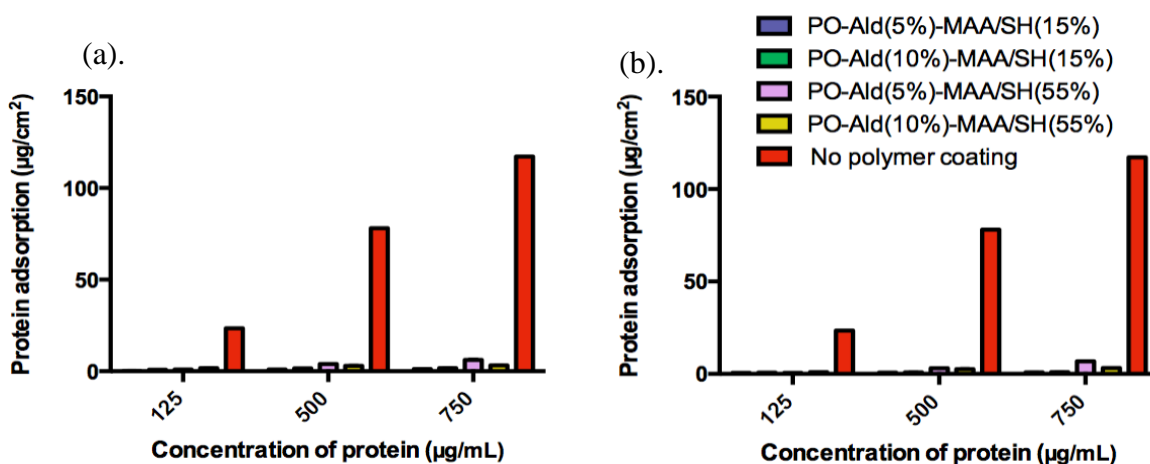 (a).
150
100
50
0
Protein adsorption (µg/cm²)
125
500
750
Concentration of protein (µg/mL)
(b).
PO-Ald(5%)-MAA/SH(15%)
PO-Ald(10%)-MAA/SH(15%)
PO-Ald(5%)-MAA/SH(55%)
PO-Ald(10%)-MAA/SH(55%)
No polymer coating
150
100
50
0
Protein adsorption (µg/cm²)
125
500
750
Concentration of protein (µg/mL)